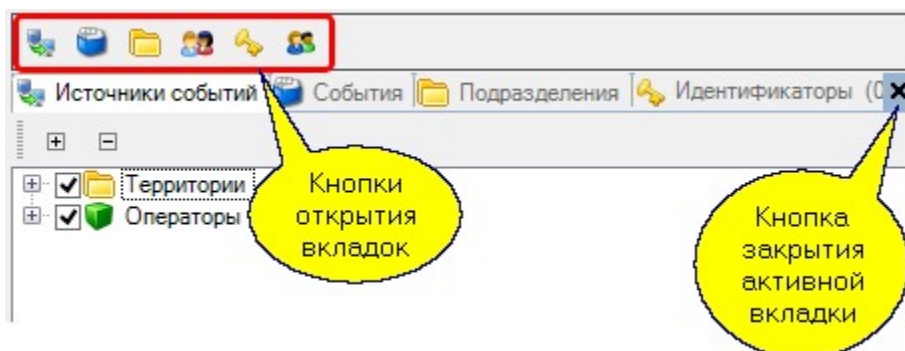 Источники событий События Подразделения Идентификаторы (0
Территории
Операторы
Кнопки
открытия
вкладок
Кнопка
закрытия
активной
вкладки